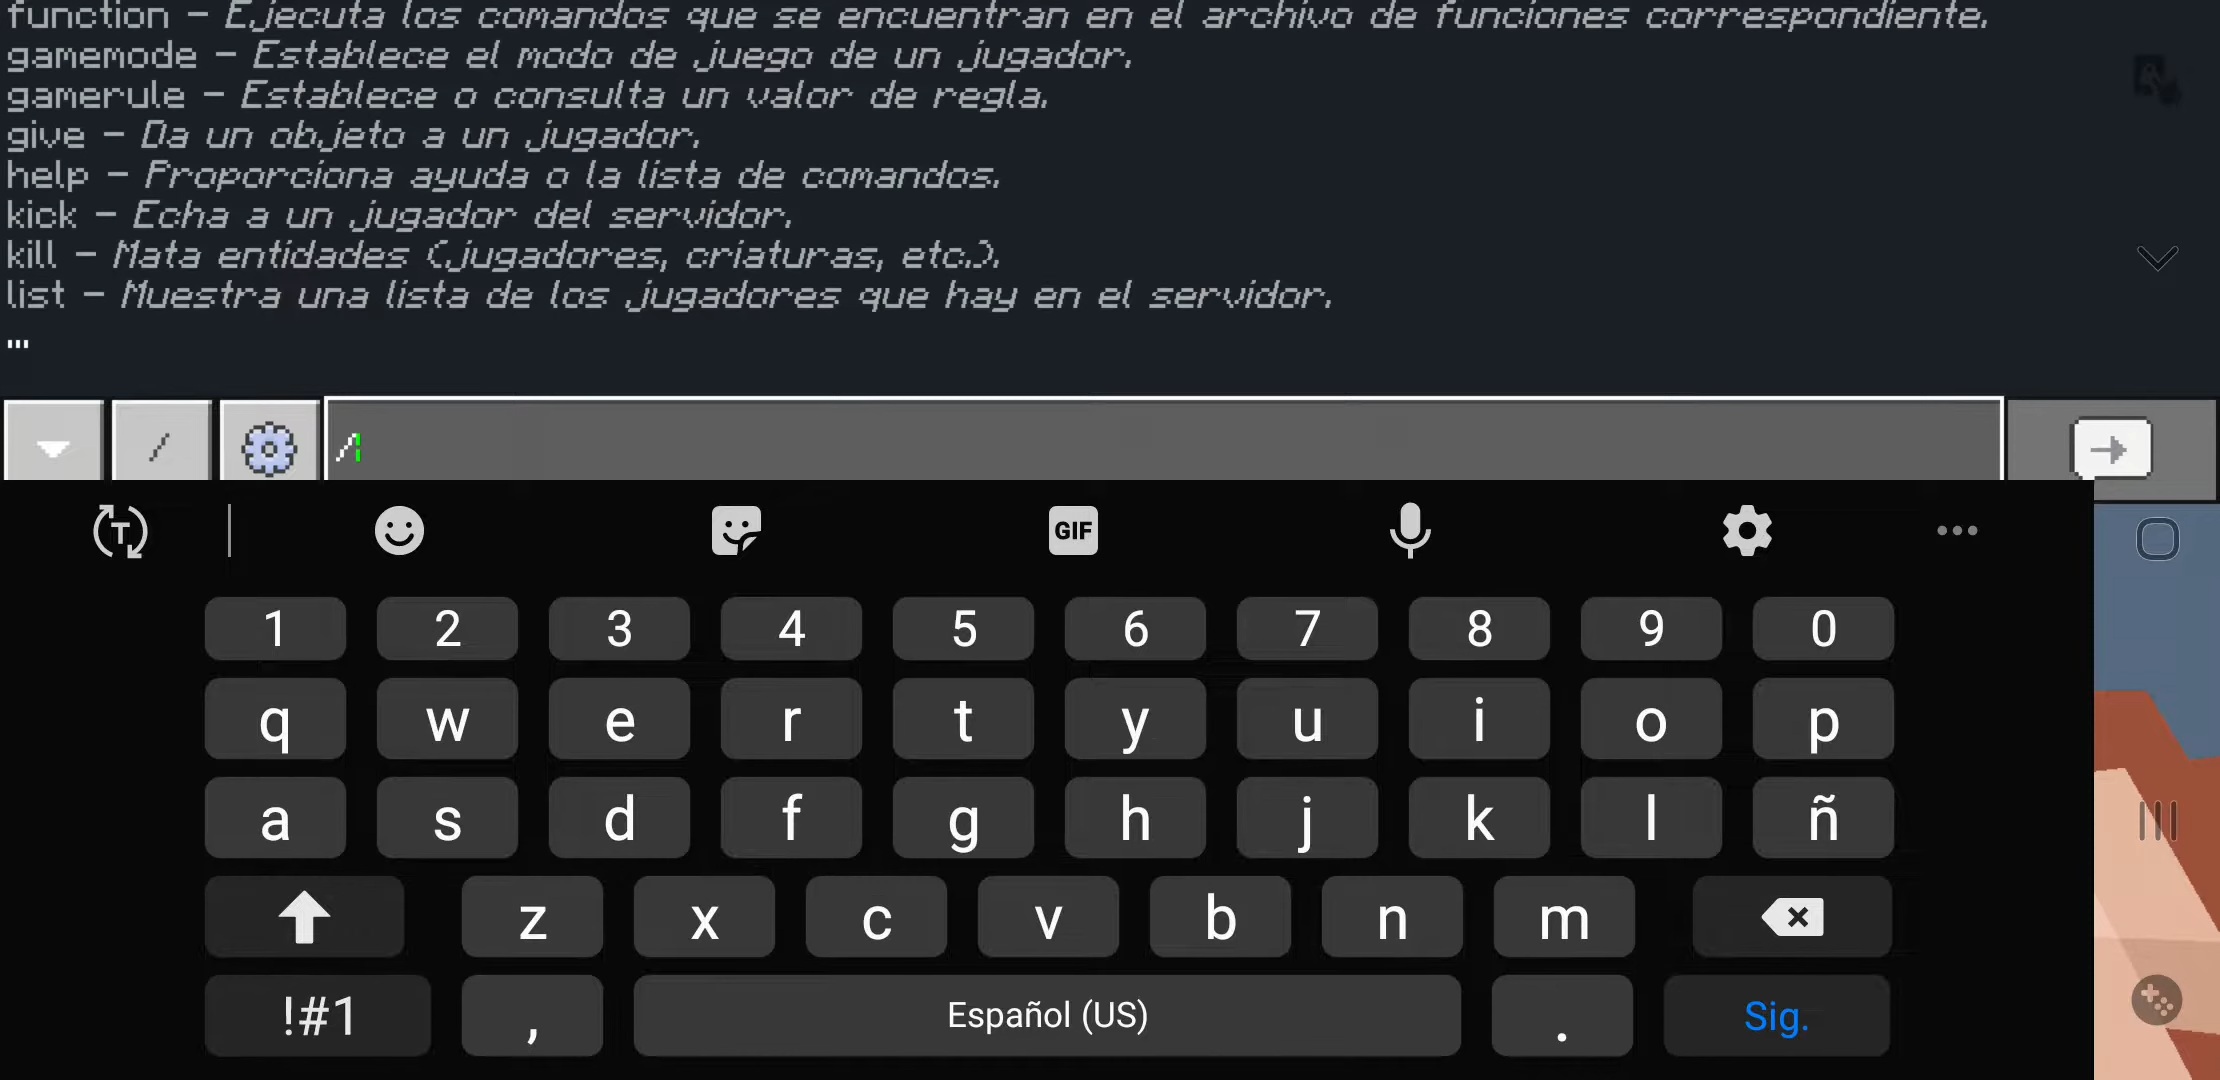 function – Ejecuta los comandos que se encuentran en el archivo de funciones correspondiente.
gamemode – Establece el modo de juego de un jugador.
gamerule – Establece o consulta un valor de regla.
give – Da un objeto a un jugador.
help – Proporciona ayuda o la lista de comandos.
kick – Echa a un jugador del servidor.
kill – Mata entidades (jugadores, criaturas, etc.).
list – Muestra una lista de los jugadores que hay en el servidor.
...
/ /
T GIF ...
1 2 3 4 5 6 7 8 9 0
q w e r t y u i o p
a s d f g h j k l ñ
z x c v b n m
!#1 , Español (US) . Sig.